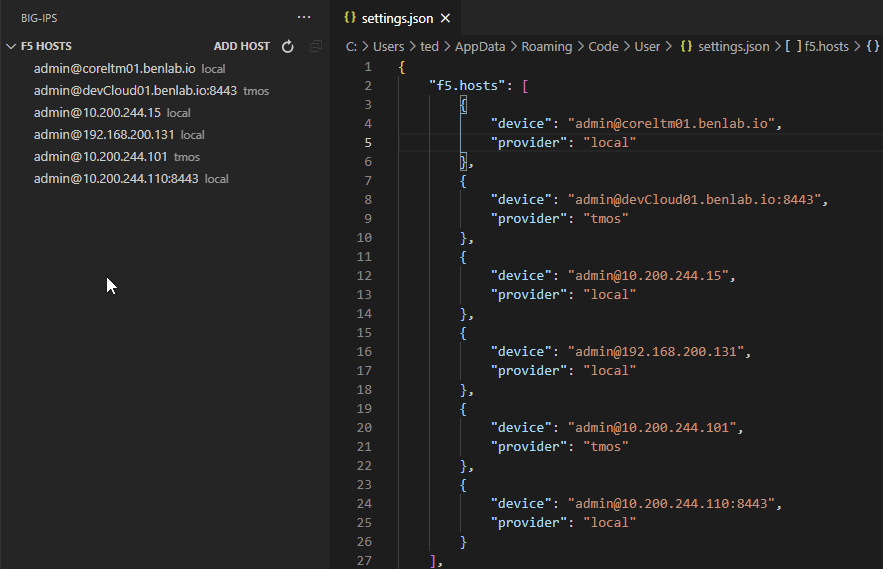 BIG-IPS ···
F5 HOSTS ADD HOST
admin@coreltm01.benlab.io local
admin@devCloud01.benlab.io:8443 tmos
admin@10.200.244.15 local
admin@192.168.200.131 local
admin@10.200.244.101 tmos
admin@10.200.244.110:8443 local
{} settings.json ×
C: > Users > ted > AppData > Roaming > Code > User > {} settings.json > [ ] f5.hosts > {}
1 {
2 "f5.hosts": [
3 {
4 "device": "admin@coreltm01.benlab.io",
5 "provider": "local"
6 },
7 {
8 "device": "admin@devCloud01.benlab.io:8443",
9 "provider": "tmos"
10 },
11 {
12 "device": "admin@10.200.244.15",
13 "provider": "local"
14 },
15 {
16 "device": "admin@192.168.200.131",
17 "provider": "local"
18 },
19 {
20 "device": "admin@10.200.244.101",
21 "provider": "tmos"
22 },
23 {
24 "device": "admin@10.200.244.110:8443",
25 "provider": "local"
26 }
27 ],